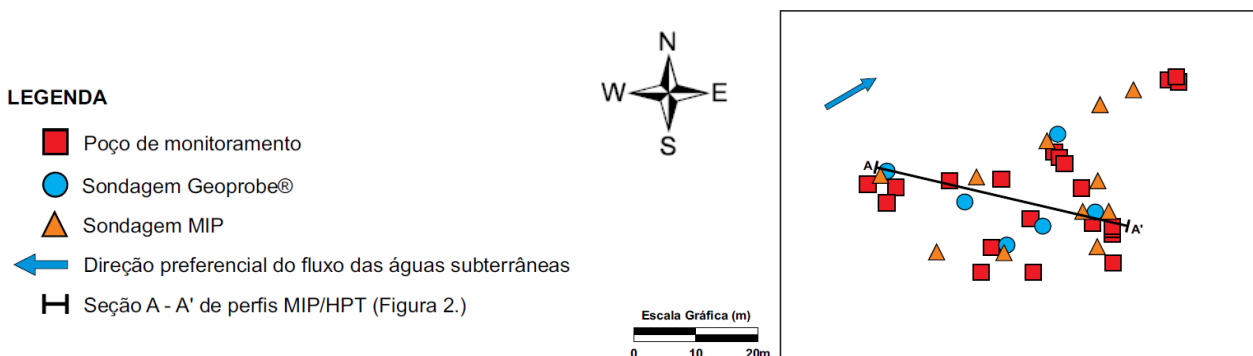 LEGENDA
Poço de monitoramento
Sondagem Geoprobe®
Sondagem MIP
Direção preferencial do fluxo das águas subterrâneas
Seção A - A' de perfis MIP/HPT (Figura 2.)
N
W E
S
Escala Gráfica (m)
0 10 20m
A
A'